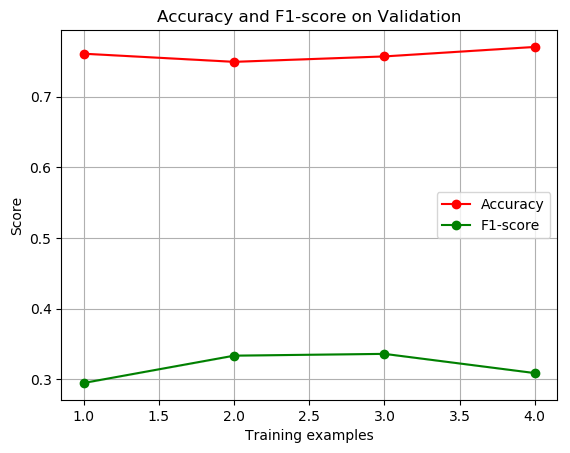 Accuracy and F1-score on Validation
Score
0.7
0.6
0.5
0.4
0.3
Accuracy
F1-score
1.0 1.5 2.0 2.5 3.0 3.5 4.0
Training examples